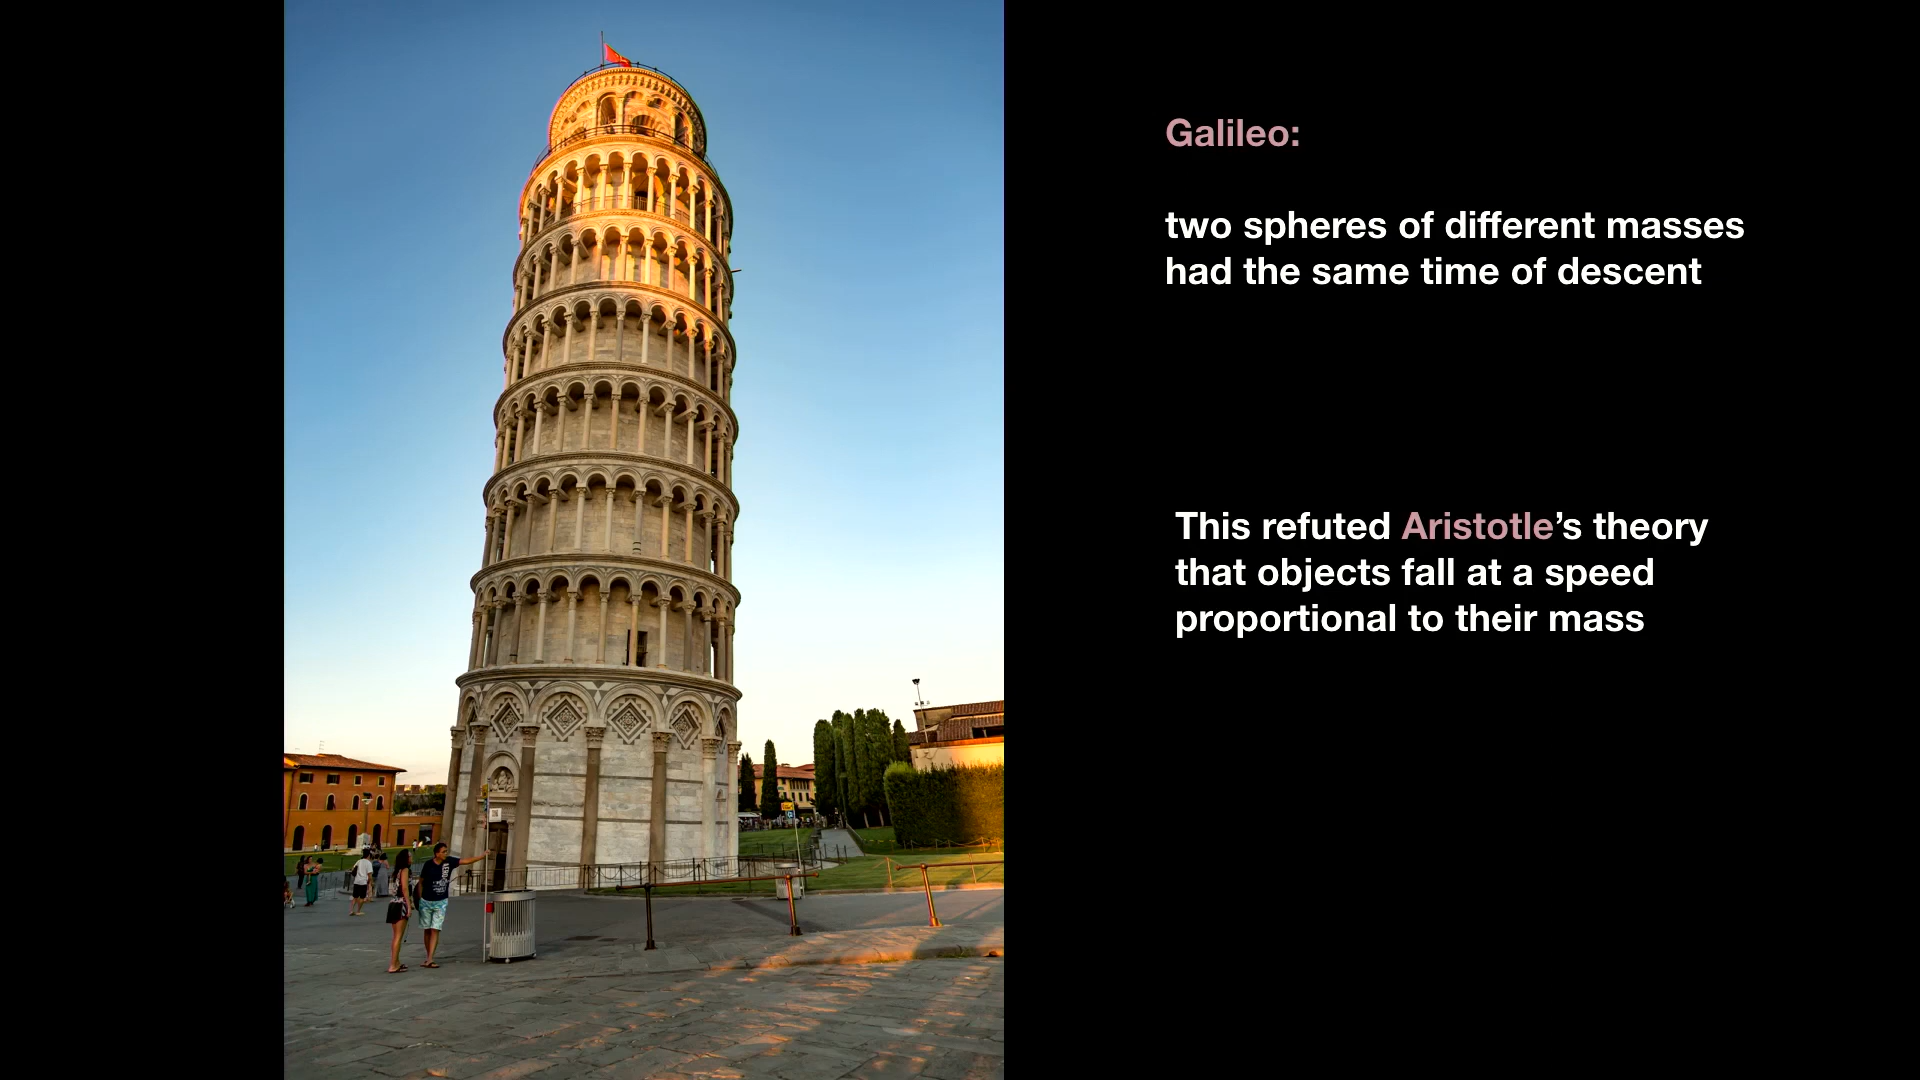 Galileo:
two spheres of different masses
had the same time of descent
This refuted Aristotle’s theory
that objects fall at a speed
proportional to their mass